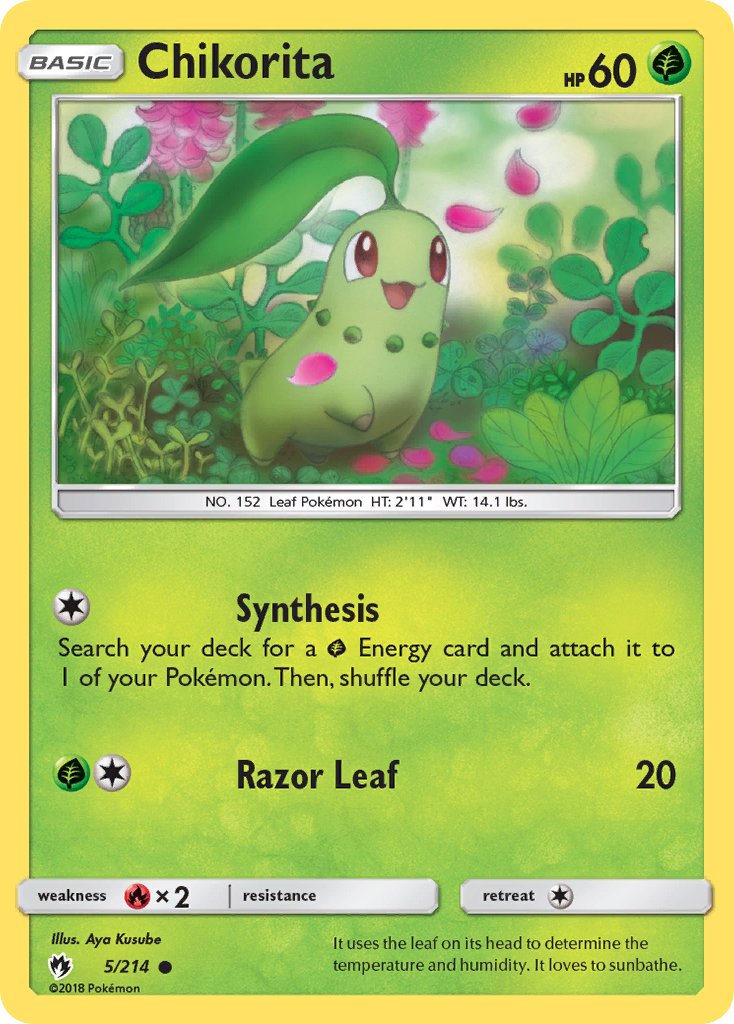 BASIC Chikorita HP 60
NO. 152 Leaf Pokémon HT: 2'11" WT: 14.1 lbs.
Synthesis
Search your deck for a Energy card and attach it to
1 of your Pokémon. Then, shuffle your deck.
Razor Leaf 20
weakness × 2 resistance retreat
Illus. Aya Kusube
5/214
©2018 Pokémon
It uses the leaf on its head to determine the
temperature and humidity. It loves to sunbathe.